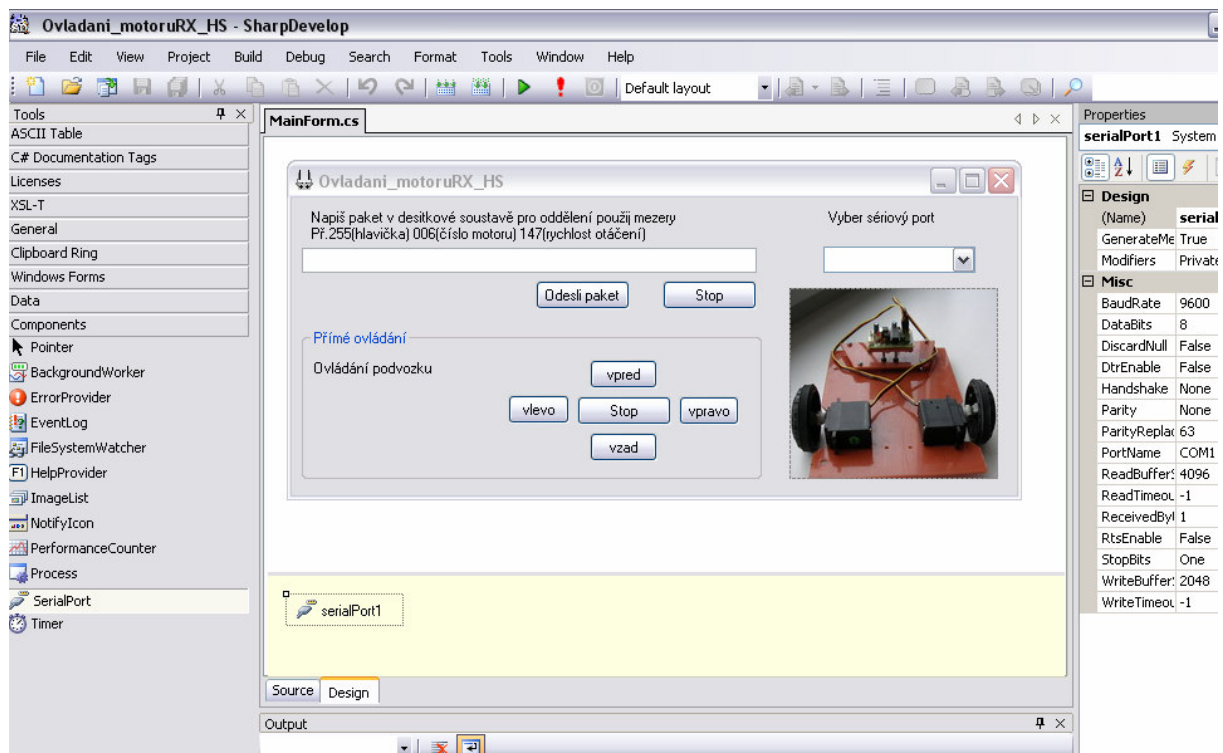 Ovladani_motoruRX_HS - SharpDevelop
File Edit View Project Build Debug Search Format Tools Window Help
Default layout
Tools
ASCII Table
C# Documentation Tags
Licenses
XSL-T
General
Clipboard Ring
Windows Forms
Data
Components
Pointer
BackgroundWorker
ErrorProvider
EventLog
FileSystemWatcher
F1 HelpProvider
ImageList
NotifyIcon
PerformanceCounter
Process
SerialPort
Timer
MainForm.cs
Ovladani_motoruRX_HS
Napiš paket v desítkové soustavě pro oddělení použij mezery
Př.255(hlavička) 006(číslo motoru) 147(rychlost otáčení)
Vyber sériový port
Odesli paket
Stop
Přímé ovládání
Ovládání podvozku
vpred
vlevo
Stop
vpravo
vzad
serialPort1
Source
Design
Output
Properties
serialPort1 System
Design
(Name) serial
GenerateMe True
Modifiers Private
Misc
BaudRate 9600
DataBits 8
DiscardNull False
DtrEnable False
Handshake None
Parity None
ParityReplac 63
PortName COM1
ReadBufferS 4096
ReadTimeou -1
ReceivedByt 1
RtsEnable False
StopBits One
WriteBufferS 2048
WriteTimeou -1